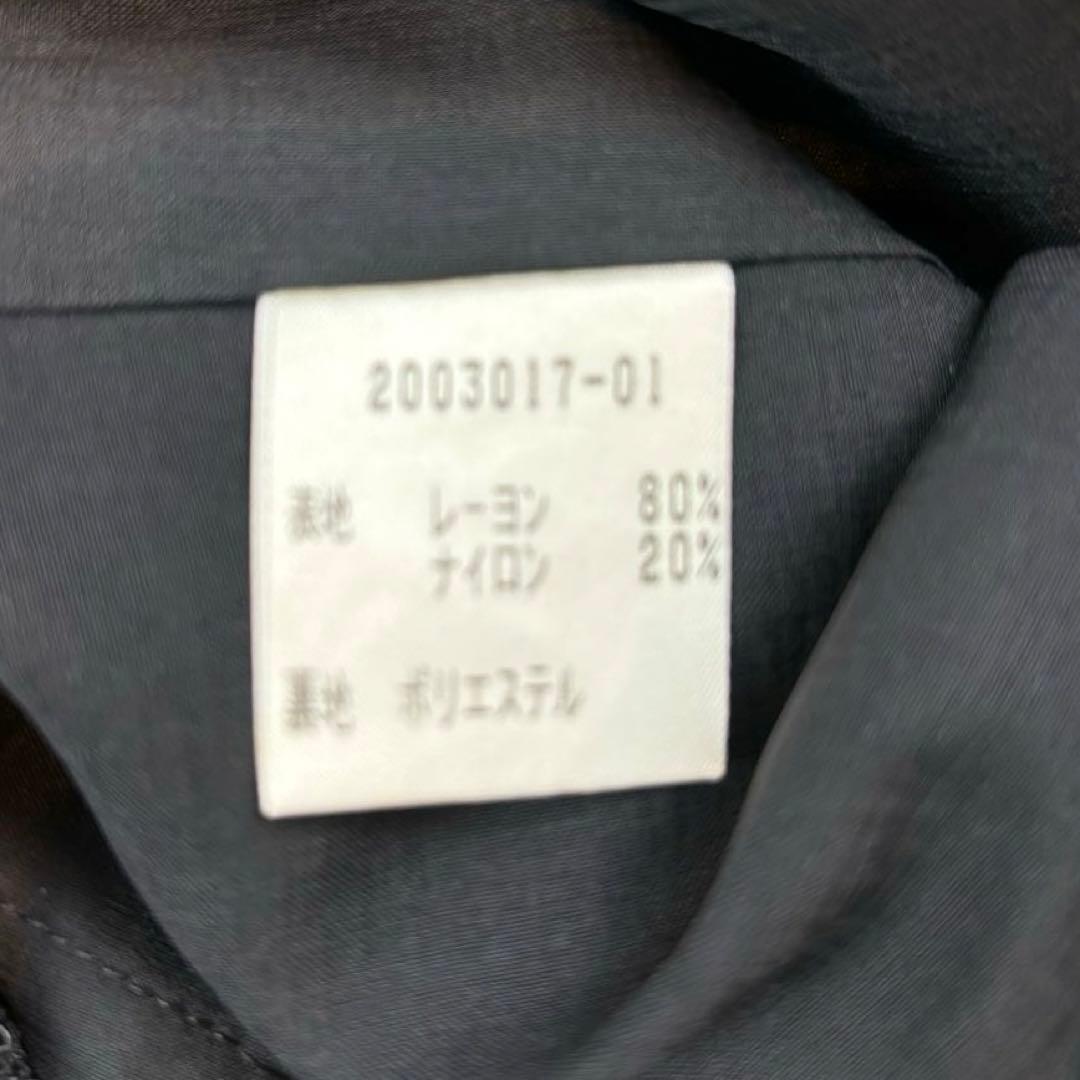 2003017-01
表地 レーヨン 80%
ナイロン 20%
裏地 ポリエステル